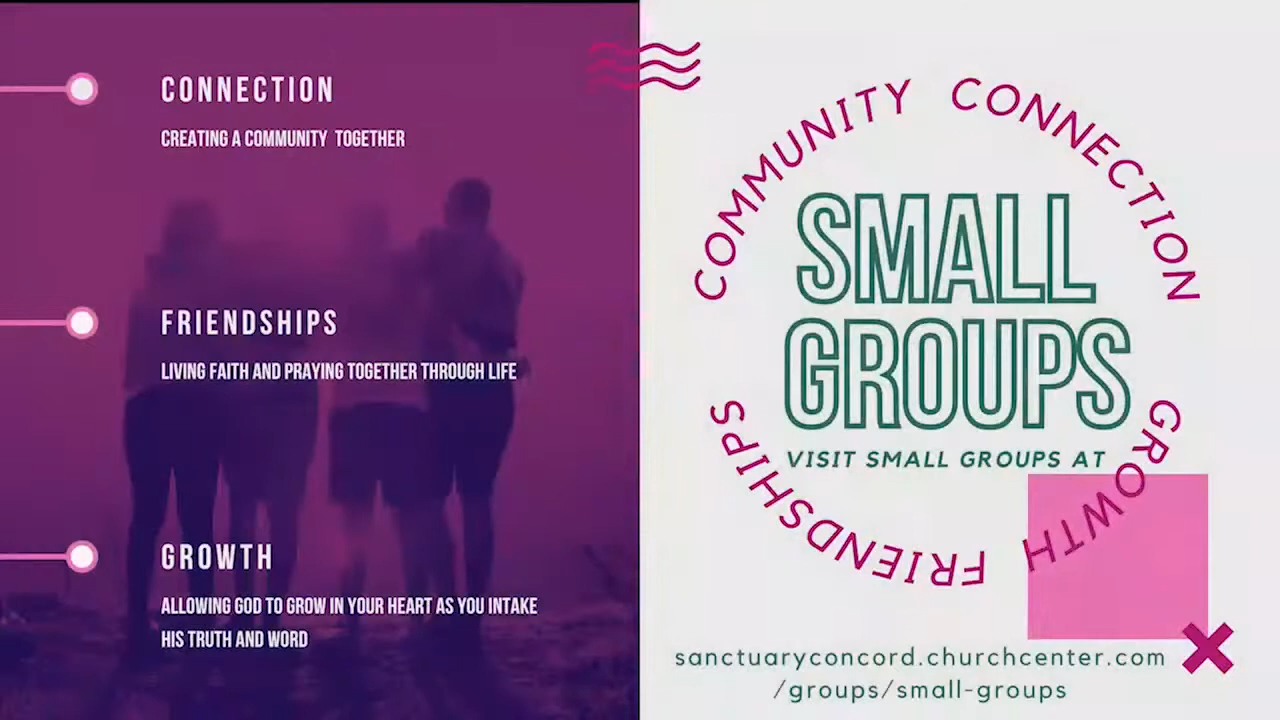 CONNECTION
CREATING A COMMUNITY TOGETHER
FRIENDSHIPS
LIVING FAITH AND PRAYING TOGETHER THROUGH LIFE
GROWTH
ALLOWING GOD TO GROW IN YOUR HEART AS YOU INTAKE
HIS TRUTH AND WORD
COMMUNITY CONNECTION
SMALL
GROUPS
VISIT SMALL GROUPS AT
GROWTH FRIENDSHIPS
sanctuaryconcord.churchcenter.com
/groups/small-groups